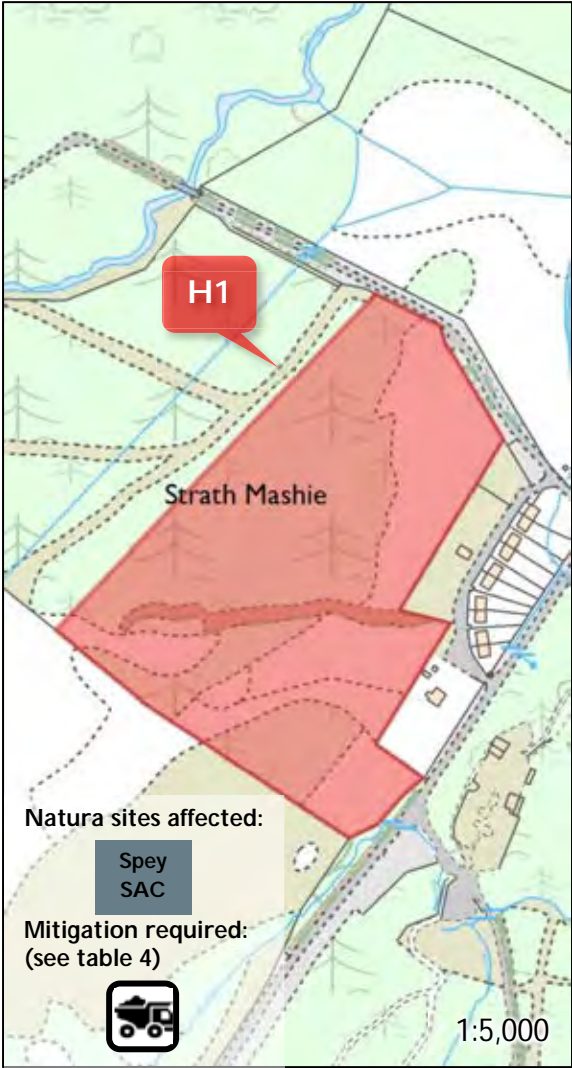 H1
Strath Mashie
Natura sites affected:
Spey
SAC
Mitigation required:
(see table 4)
1:5,000